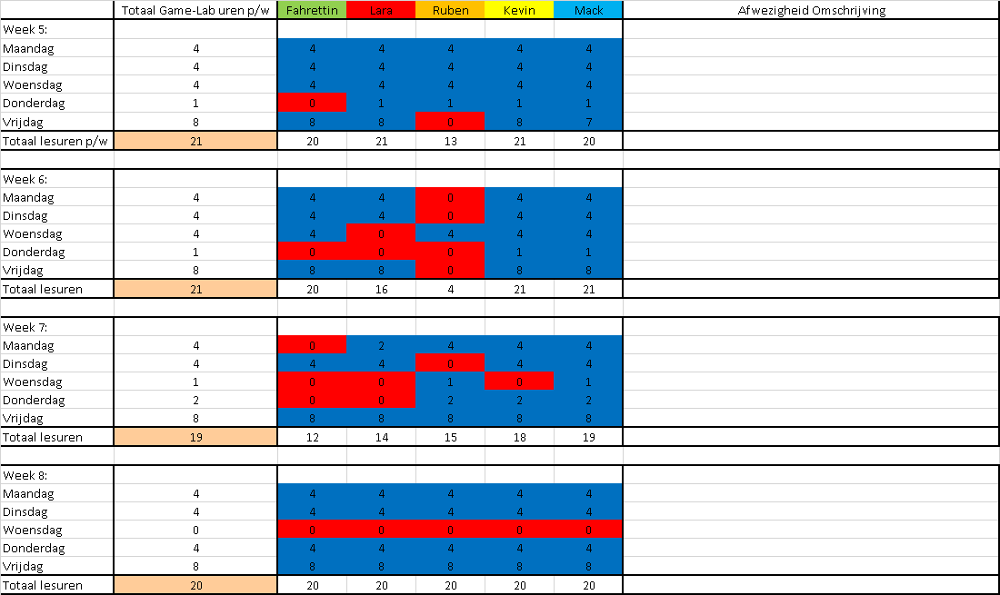 Totaal Game-Lab uren p/w Fahrettin Lara Ruben Kevin Mack Afwezigheid Omschrijving
Week 5:
Maandag 4 4 4 4 4 4
Dinsdag 4 4 4 4 4 4
Woensdag 4 4 4 4 4 4
Donderdag 1 0 1 1 1 1
Vrijdag 8 8 8 0 8 7
Totaal lesuren p/w 21 20 21 13 21 20
Week 6:
Maandag 4 4 4 0 4 4
Dinsdag 4 4 4 0 4 4
Woensdag 4 4 0 4 4 4
Donderdag 1 0 0 0 1 1
Vrijdag 8 8 8 0 8 8
Totaal lesuren 21 20 16 4 21 21
Week 7:
Maandag 4 0 2 4 4 4
Dinsdag 4 4 4 0 4 4
Woensdag 1 0 0 1 0 1
Donderdag 2 0 0 2 2 2
Vrijdag 8 8 8 8 8 8
Totaal lesuren 19 12 14 15 18 19
Week 8:
Maandag 4 4 4 4 4 4
Dinsdag 4 4 4 4 4 4
Woensdag 0 0 0 0 0 0
Donderdag 4 4 4 4 4 4
Vrijdag 8 8 8 8 8 8
Totaal lesuren 20 20 20 20 20 20